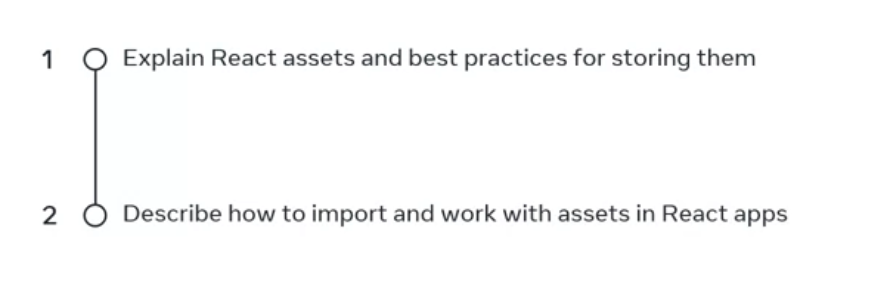 1 Explain React assets and best practices for storing them
2 Describe how to import and work with assets in React apps